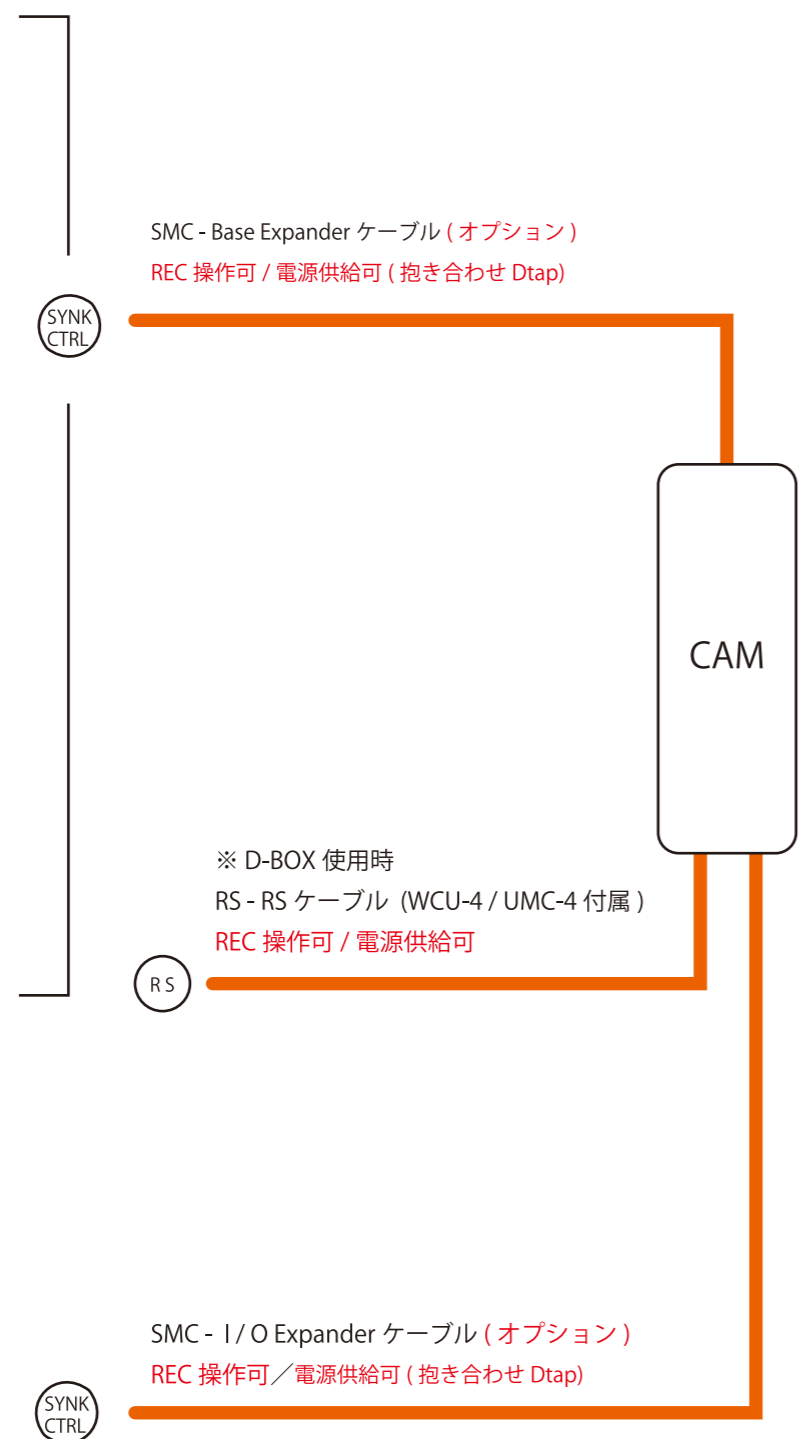 SMC - Base Expander ケーブル ( オプション )
REC 操作可 / 電源供給可 ( 抱き合わせ Dtap)
SYNK
CTRL
CAM
※ D-BOX 使用時
RS - RS ケーブル (WCU-4 / UMC-4 付属 )
REC 操作可 / 電源供給可
R S
SMC - I / O Expander ケーブル ( オプション )
REC 操作可／電源供給可 ( 抱き合わせ Dtap)
SYNK
CTRL